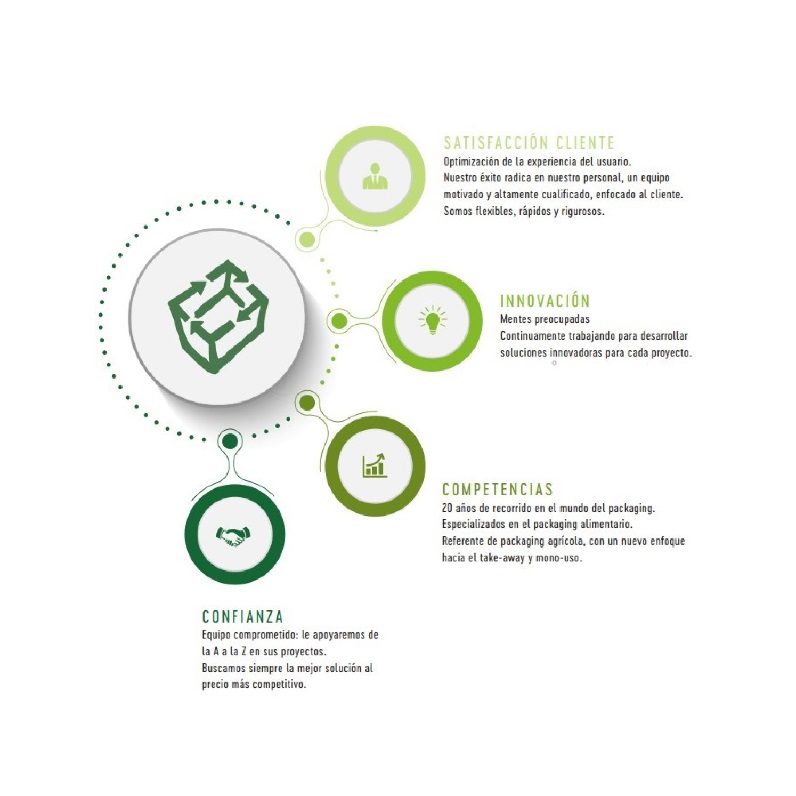 SATISFACCIÓN CLIENTE
Optimización de la experiencia del usuario.
Nuestro éxito radica en nuestro personal, un equipo
motivado y altamente cualificado, enfocado al cliente.
Somos flexibles, rápidos y rigurosos.
INNOVACIÓN
Mentes preocupadas
Continuamente trabajando para desarrollar
soluciones innovadoras para cada proyecto.
COMPETENCIAS
20 años de recorrido en el mundo del packaging.
Especializados en el packaging alimentario.
Referente de packaging agrícola, con un nuevo enfoque
hacia el take-away y mono-uso.
CONFIANZA
Equipo comprometido: le apoyaremos de
la A a la Z en sus proyectos.
Buscamos siempre la mejor solución al
precio más competitivo.